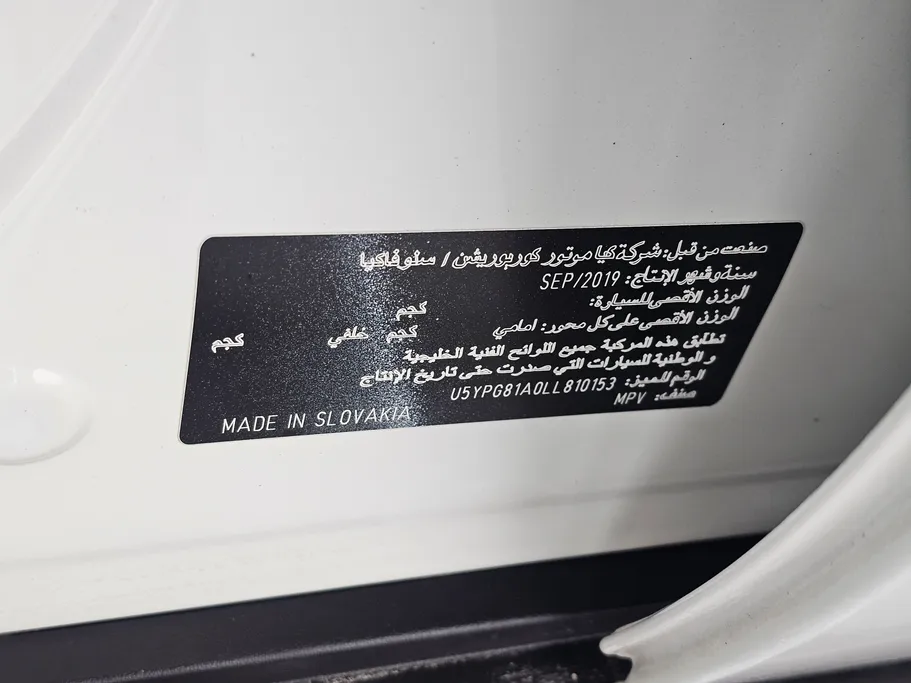 صنعت من قبل: شركة كيا موتور كوربوريشن / سلوفاكيا
سنة وشهر الإنتاج: SEP/2019
الوزن الأقصى للسيارة: كجم
الوزن الأقصى على كل محور: امامي كجم خلفي كجم
تطابق هذه المركبة جميع اللوائح الفنية الخليجية
و الوطنية للسيارات التي صدرت حتى تاريخ الإنتاج
الرقم المميز: U5YPG81A0LL810153
صنف: MPV
MADE IN SLOVAKIA